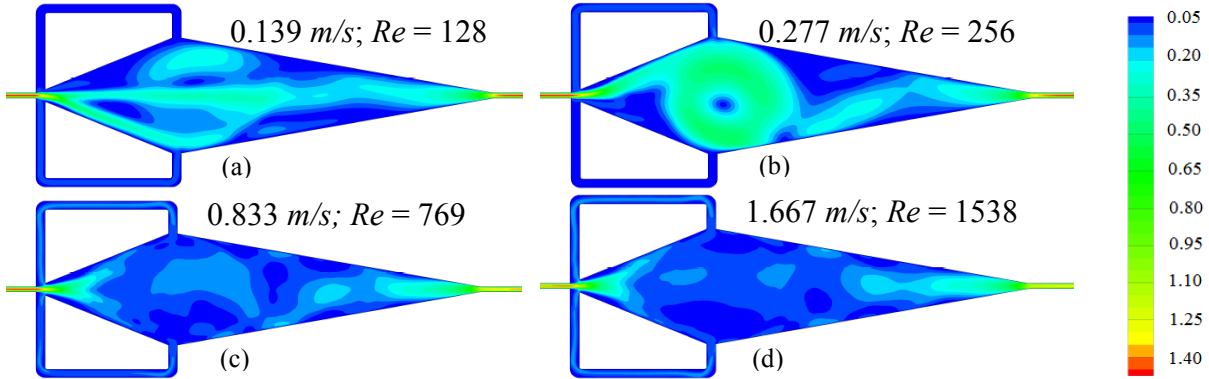 0.139 m/s; Re = 128
(a)
0.277 m/s; Re = 256
(b)
0.833 m/s; Re = 769
(c)
1.667 m/s; Re = 1538
(d)
0.05
0.20
0.35
0.50
0.65
0.80
0.95
1.10
1.25
1.40